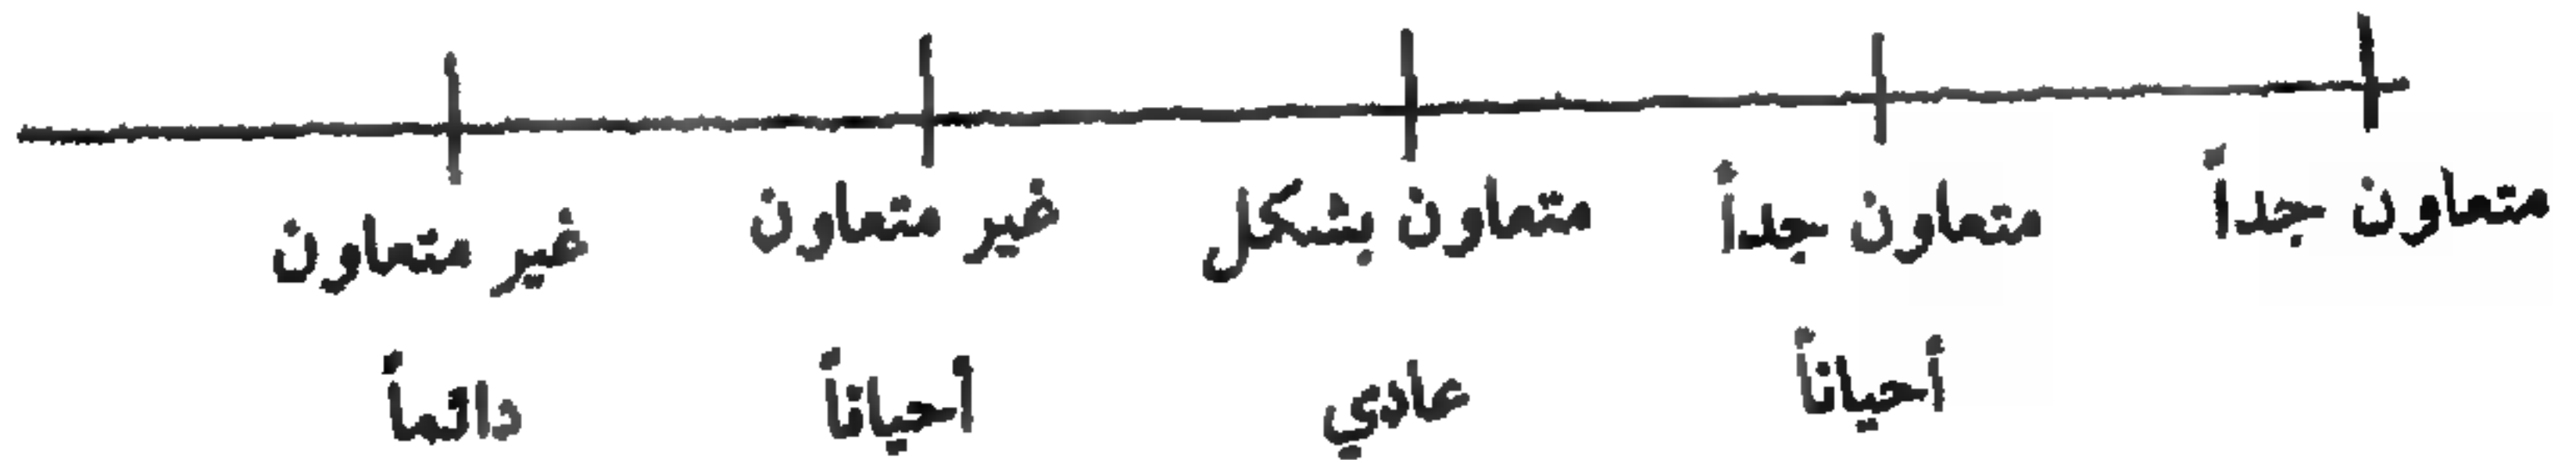 متعاون جداً
متعاون جداً أحياناً
متعاون بشكل عادي
غير متعاون أحياناً
غير متعاون دائماً